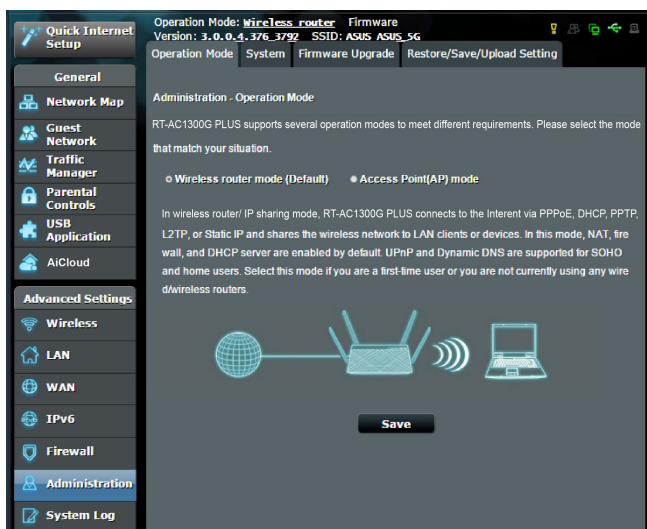 Quick Internet
Setup
General
Network Map
Guest
Network
Traffic
Manager
Parental
Controls
USB
Application
AiCloud
Advanced Settings
Wireless
LAN
WAN
IPv6
Firewall
Administration
System Log
Operation Mode: Wireless router Firmware
Version: 3.0.0.4.376_3792 SSID: ASUS ASUS_5G
Operation Mode System Firmware Upgrade Restore/Save/Upload Setting
Administration - Operation Mode
RT-AC1300G PLUS supports several operation modes to meet different requirements. Please select the mode
that match your situation.
Wireless router mode (Default) Access Point(AP) mode
In wireless router/ IP sharing mode, RT-AC1300G PLUS connects to the Interent via PPPoE, DHCP, PPTP,
L2TP, or Static IP and shares the wireless network to LAN clients or devices. In this mode, NAT, fire
wall, and DHCP server are enabled by default. UPnP and Dynamic DNS are supported for SOHO
and home users. Select this mode if you are a first-time user or you are not currently using any wire
d/wireless routers.
Save